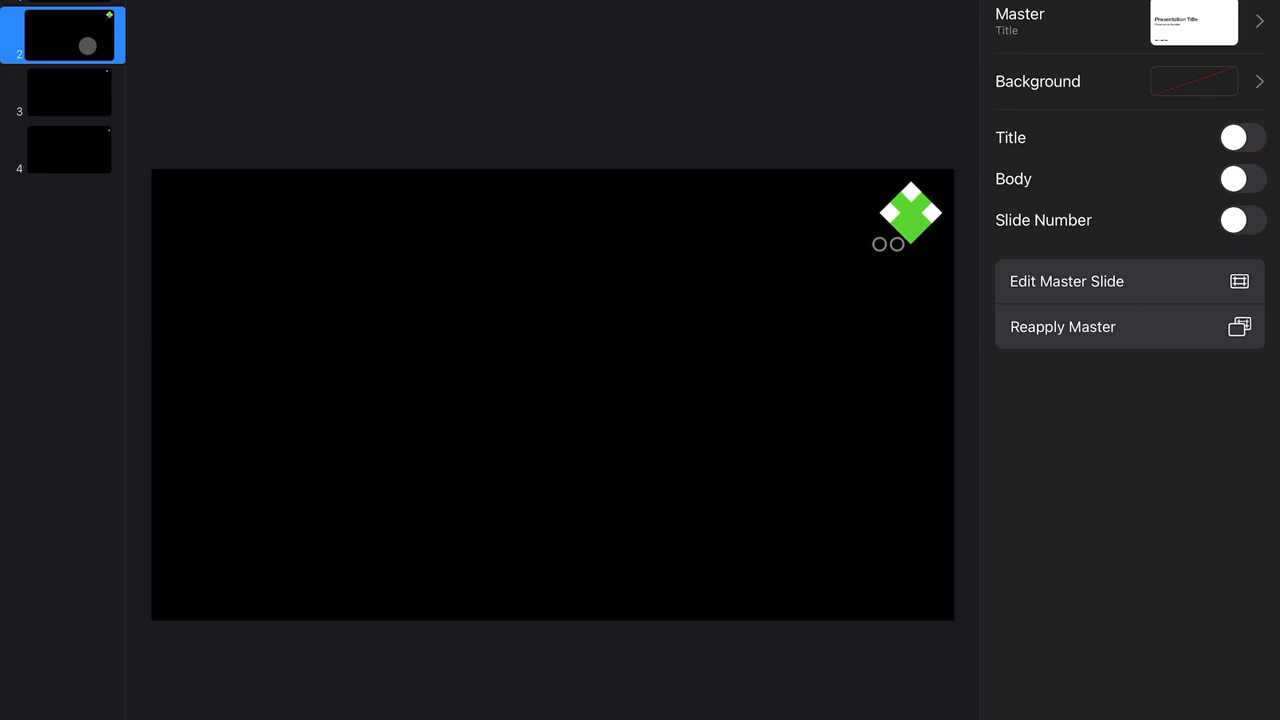 2
3
4
Master
Title
Presentation Title
Background
Title
Body
Slide Number
Edit Master Slide
Reapply Master